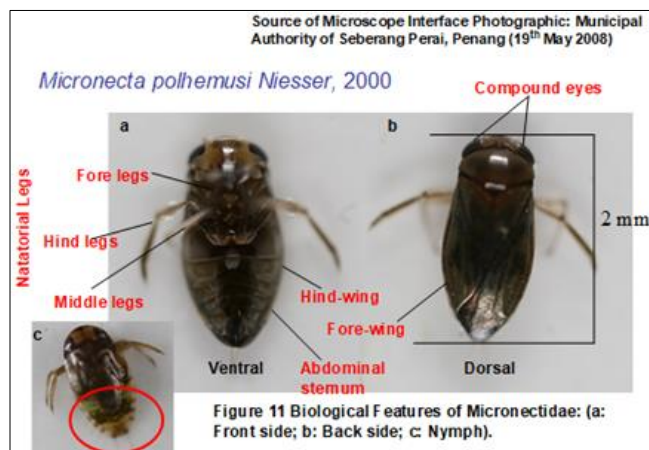 Source of Microscope Interface Photographic: Municipal
Authority of Seberang Perai, Penang (19th May 2008)
Micronecta polhemusi Niesser, 2000
Compound eyes
a
b
Fore legs
Natatorial Legs
2 mm
Hind legs
Middle legs
Hind-wing
Fore-wing
c
Ventral
Abdominal
sternum
Dorsal
Figure 11 Biological Features of Micronectidae: (a:
Front side; b: Back side; c: Nymph).